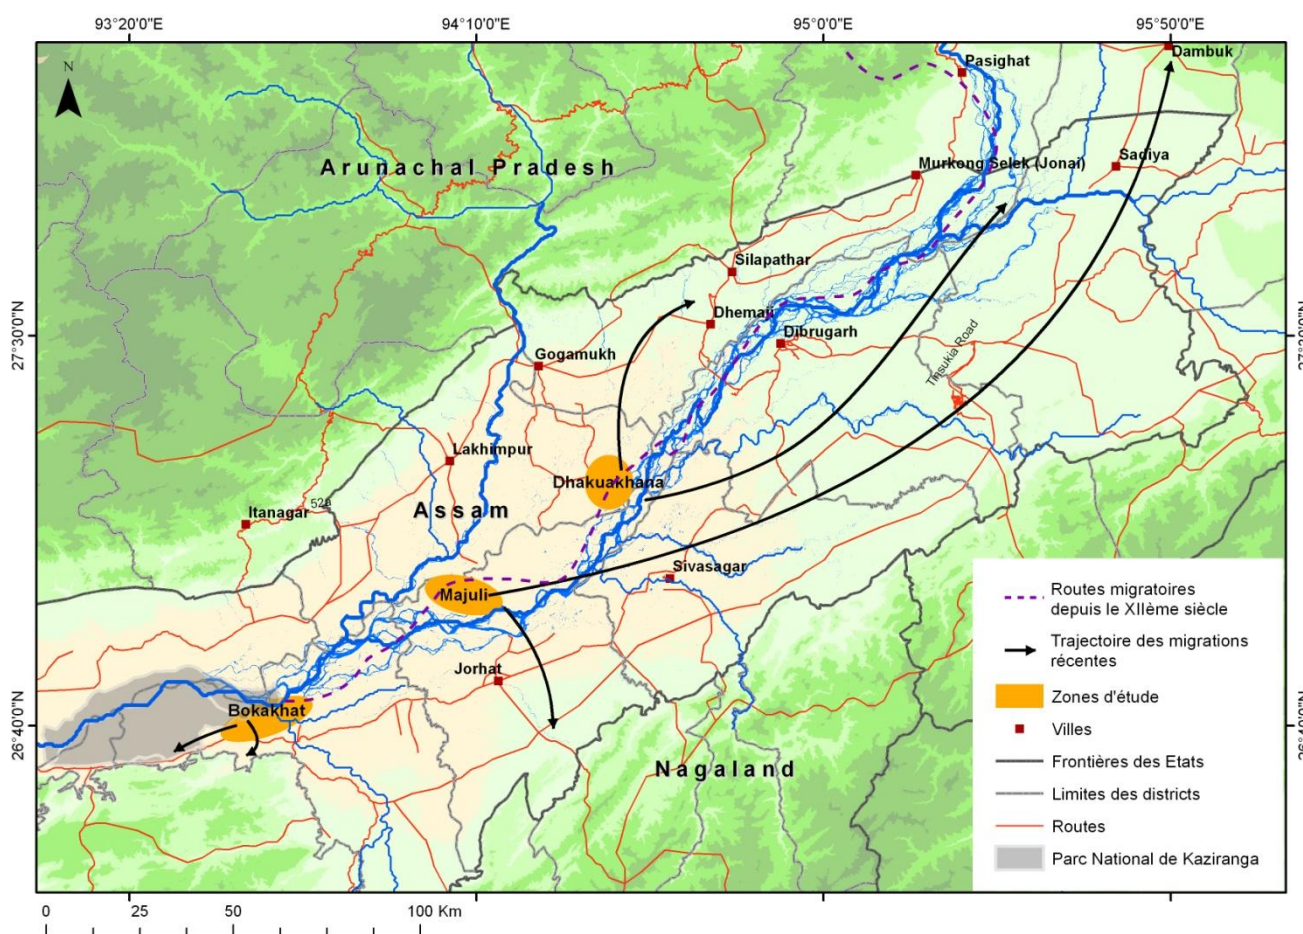 93°20'0"E
94°10'0"E
95°0'0"E
95°50'0"E
N
Dambuk
Pasighat
Arunachal Pradesh
Murkong Selek (Jonai)
Sadiya
Silapathar
Dhemaji
27°30'0"N
Dibrugarh
Gogamukh
Tinsukia Road
Lakhimpur
Dhakuakhana
Itanagar
Assam
Majuli
Sivasagar
Jorhat
Bokakhat
26°40'0"N
26°40'0"N
Nagaland
Routes migratoires
depuis le XIIème siècle
Trajectoire des migrations
récentes
Zones d'étude
Villes
Frontières des Etats
Limites des districts
Routes
Parc National de Kaziranga
0 25 50 100 Km